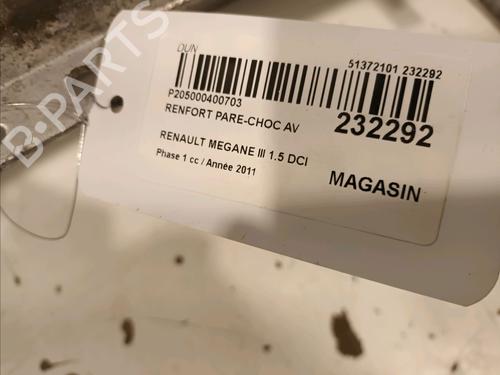 B-PARTS
DUN
51372101 232292
P205000400703
RENFORT PARE-CHOC AV
232292
RENAULT MEGANE III 1.5 DCI
Phase 1 cc / Année 2011
MAGASIN